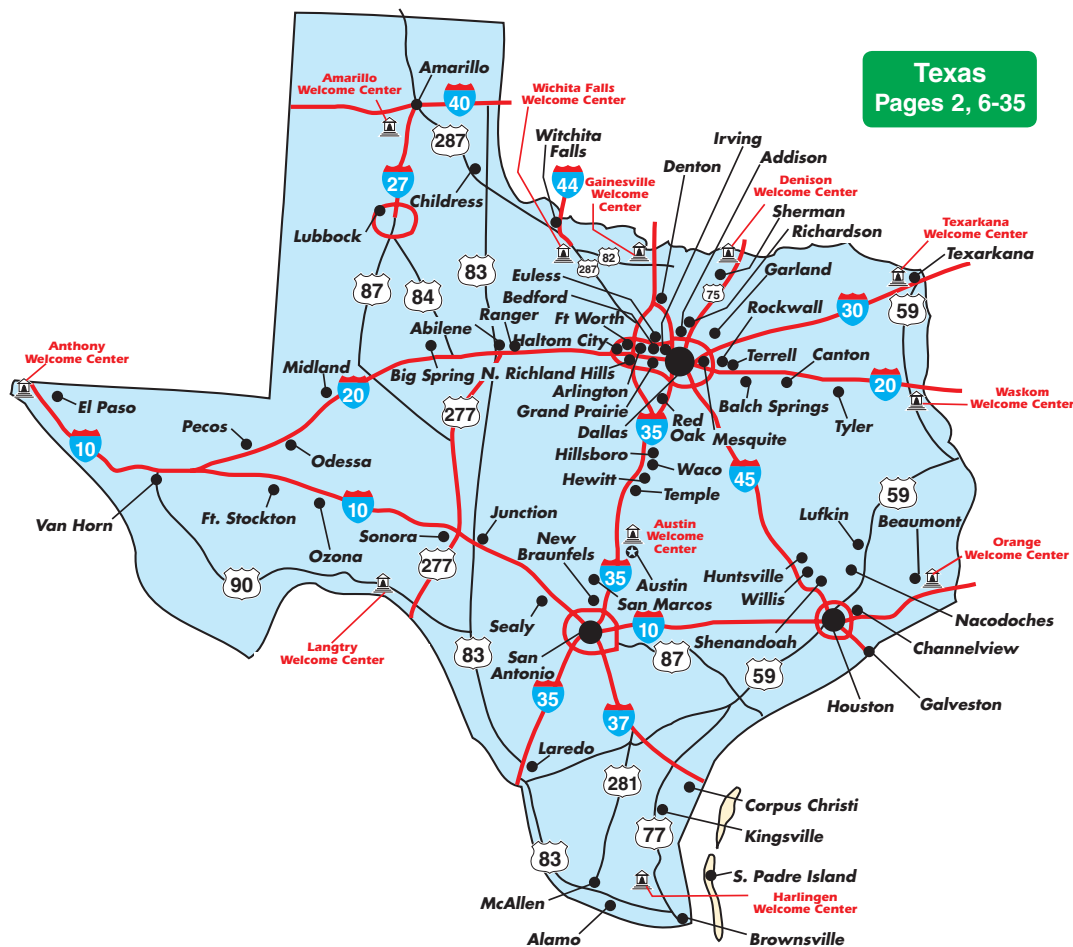 Texas
Pages 2, 6-35
Amarillo
Amarillo
Welcome Center
40
Wichita Falls
Welcome Center
287
Witchita
Falls
Irving
Addison
Denton
27
Childress
44
Gainesville
Welcome
Center
Denison
Welcome Center
Sherman
Richardson
Texarkana
Welcome Center
Texarkana
Lubbock
82
287
83
Euless
75
Garland
87
84
Bedford
Rockwall
30
59
Ranger
Abilene
Ft Worth
Haltom City
Anthony
Welcome Center
Midland
Big Spring
N. Richland Hills
Terrell
Canton
El Paso
20
Arlington
20
Waskom
Welcome Center
277
Grand Prairie
Balch Springs
Tyler
Pecos
Dallas
35
Red
Oak
Mesquite
10
Odessa
Hillsboro
Waco
45
Hewitt
Temple
59
Van Horn
Ft. Stockton
10
Junction
Lufkin
Beaumont
Ozona
Sonora
New
Braunfels
Austin
Welcome
Center
Orange
Welcome Center
90
277
35
Austin
Huntsville
Willis
San Marcos
Sealy
10
Shenandoah
Nacodoches
Langtry
Welcome Center
83
San
Antonio
87
59
Channelview
35
37
Houston
Galveston
Laredo
281
Corpus Christi
77
Kingsville
83
S. Padre Island
McAllen
Harlingen
Welcome Center
Alamo
Brownsville